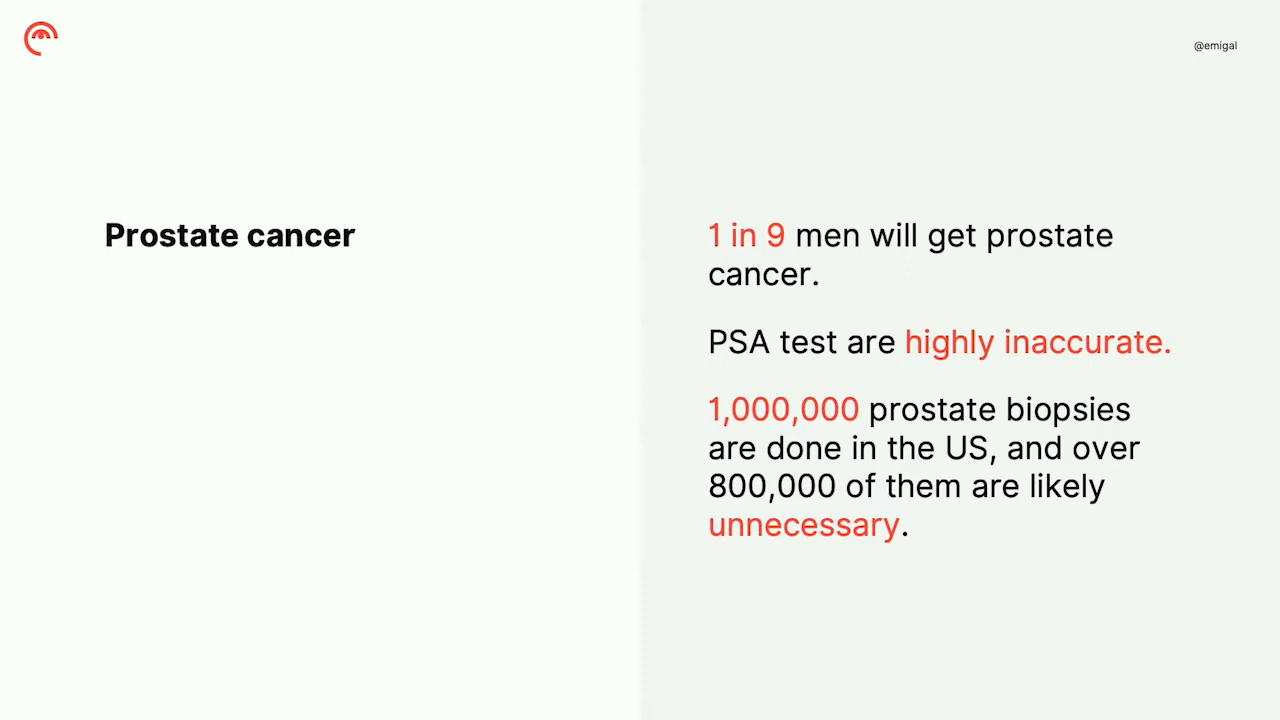 @emigal
Prostate cancer
1 in 9 men will get prostate
cancer.
PSA test are highly inaccurate.
1,000,000 prostate biopsies
are done in the US, and over
800,000 of them are likely
unnecessary.